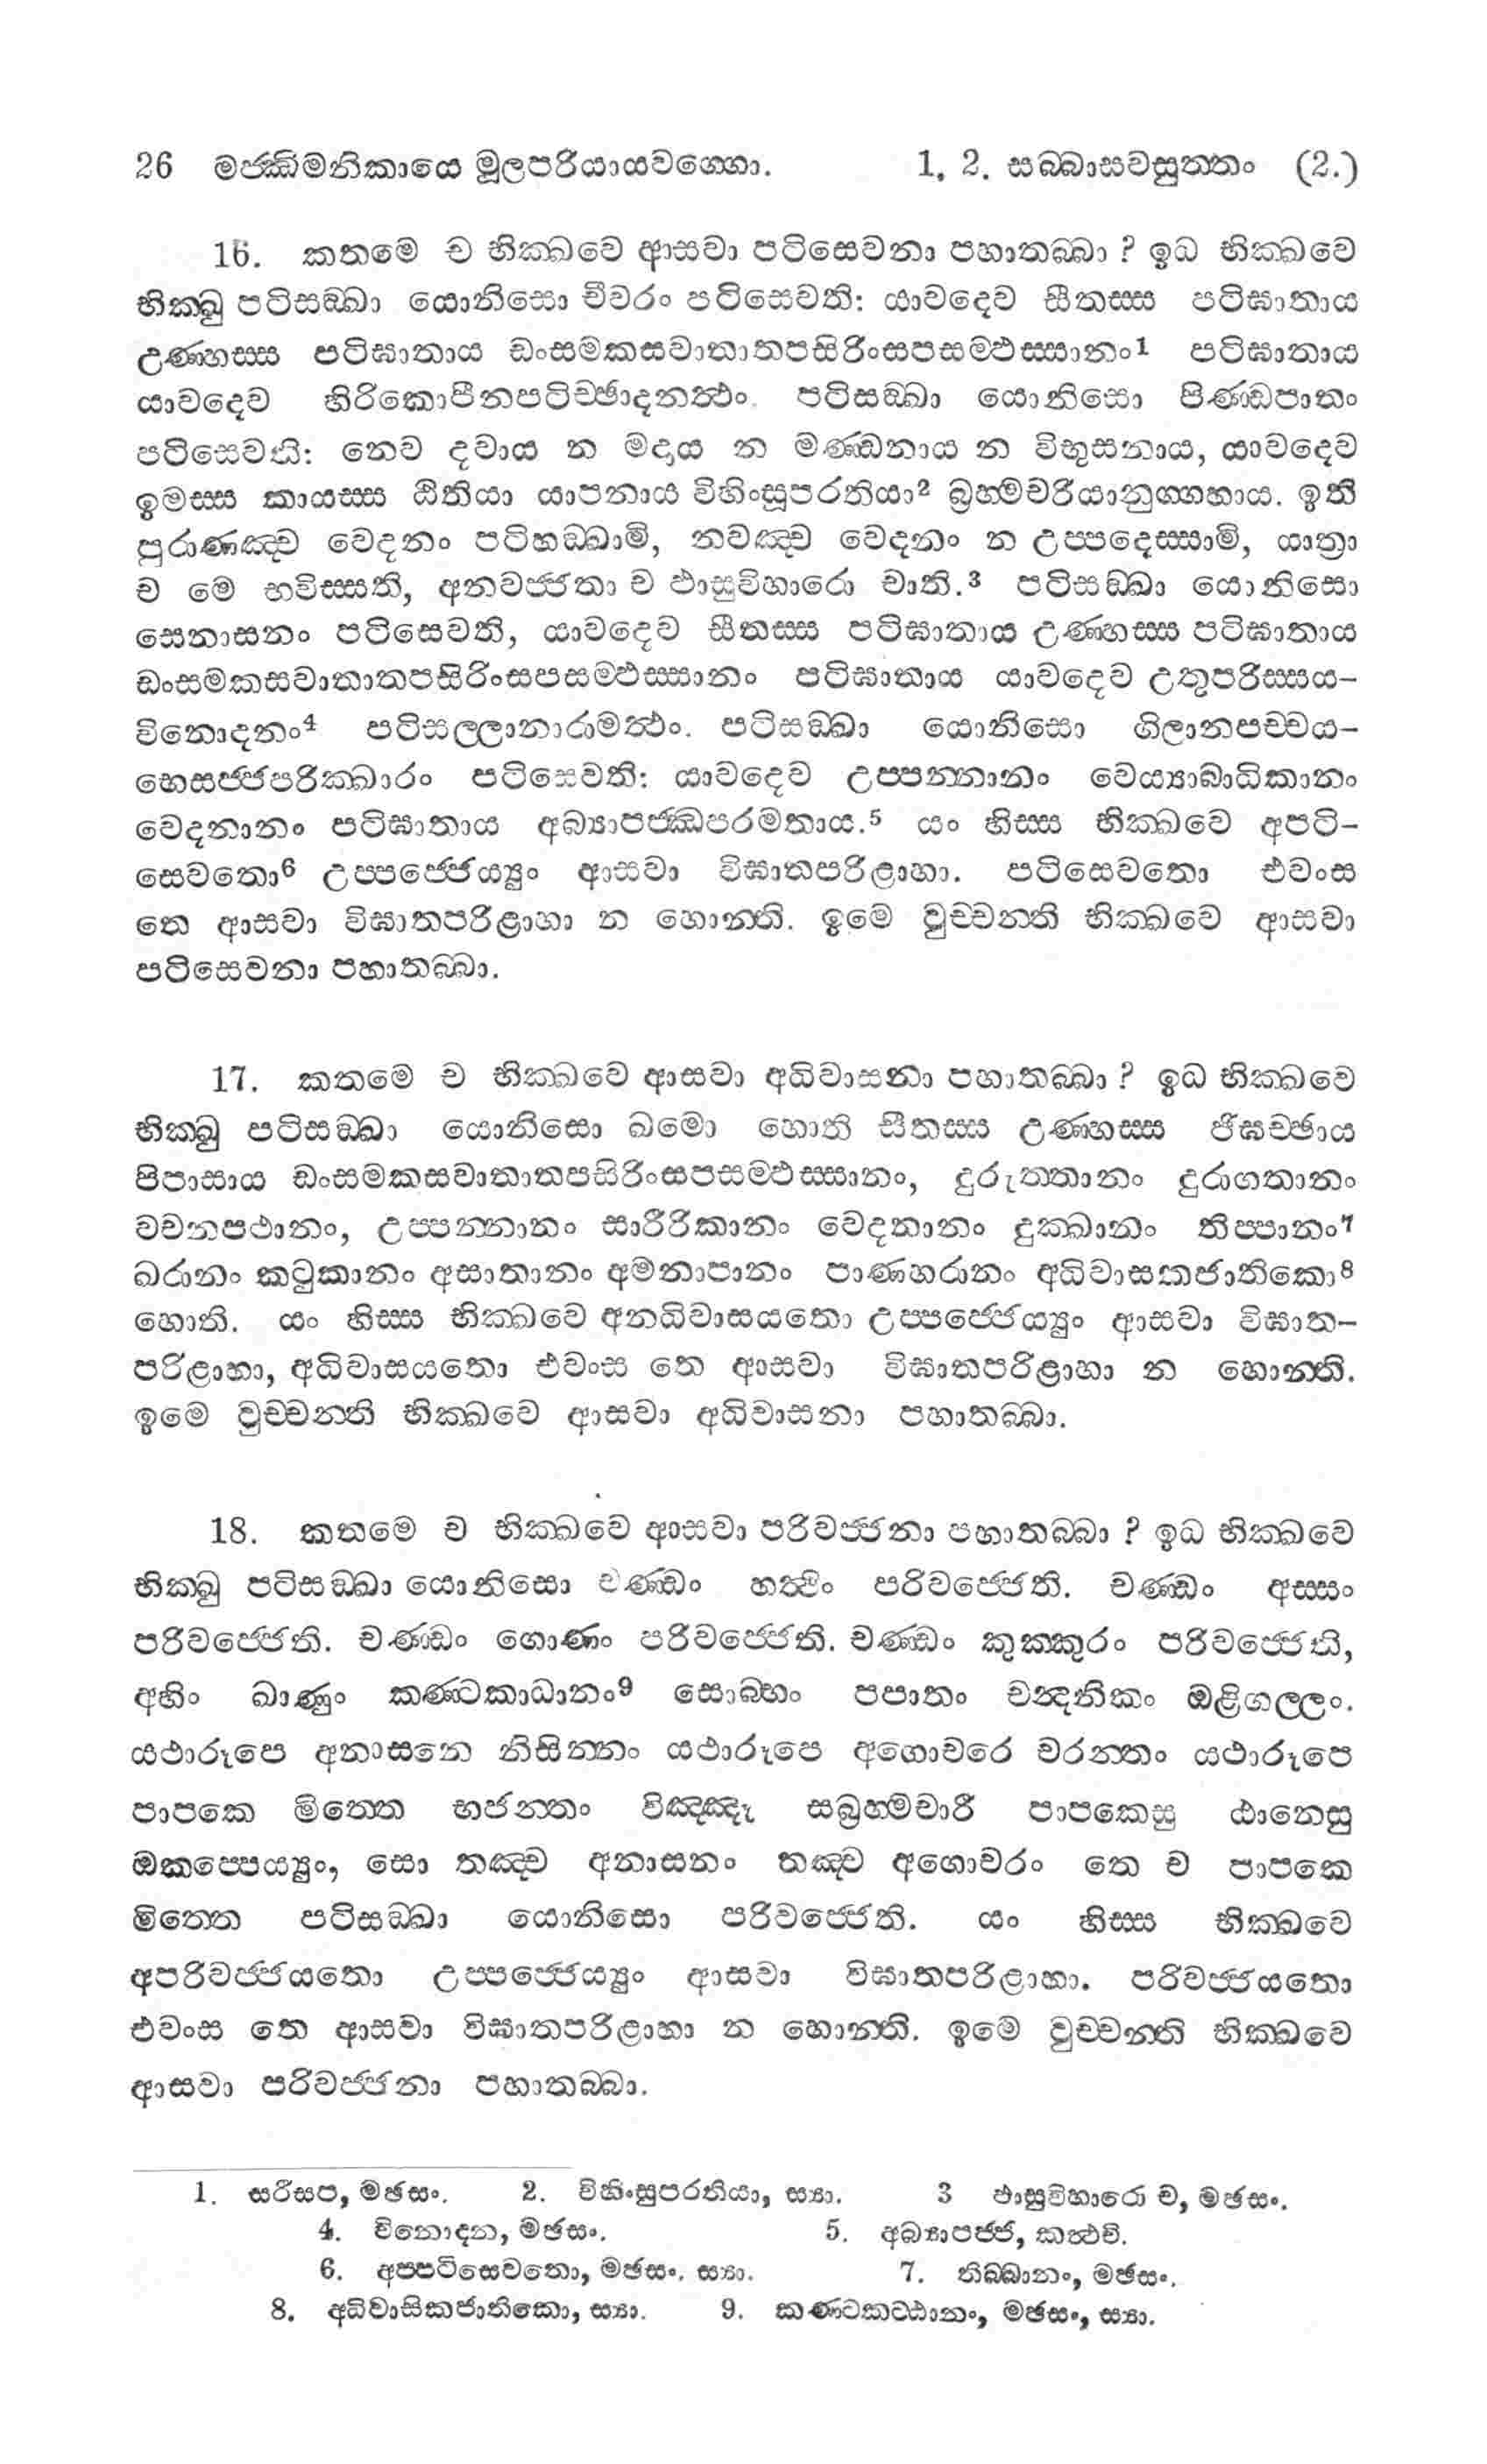 26 මජ්ඣිමනිකායෙ මූලපරියායවග්ගො. 1. 2. සබ්බාසවසුත්තං (2.)
16. කතමෙ ච භික්ඛවෙ ආසවා පටිසෙවනා පහාතබ්බා ? ඉධ භික්ඛවෙ
භික්ඛු පටිසඞ්ඛා යොනිසො චීවරං පටිසෙවති: යාවදෙව සීතස්ස පටිඝාතාය
උණ්හස්ස පටිඝාතාය ඩංසමකසවාතාතපසිරිංසපසම්ඵස්සානං1 පටිඝාතාය
යාවදෙව හිරිකොපීනපටිච්ඡාදනත්ථං. පටිසඞ්ඛා යොනිසො පිණ්ඩපාතං
පටිසෙවති: නෙව දවාය න මදාය න මණ්ඩනාය න විභූසනාය, යාවදෙව
ඉමස්ස කායස්ස ඨිතියා යාපනාය විහිංසූපරතියා2 බ්‍රහ්මචරියානුග්ගහාය. ඉති
පුරාණඤ්ච වෙදනං පටිහඞ්ඛාමි, නවඤ්ච වෙදනං න උප්පාදෙස්සාමි, යාත්‍රා
ච මෙ භවිස්සති, අනවජ්ජතා ච ඵාසුවිහාරො චාති.3 පටිසඞ්ඛා යොනිසො
සෙනාසනං පටිසෙවති, යාවදෙව සීතස්ස පටිඝාතාය උණ්හස්ස පටිඝාතාය
ඩංසමකසවාතාතපසිරිංසපසම්ඵස්සානං පටිඝාතාය යාවදෙව උතුපරිස්සය-
විනොදනං4 පටිසල්ලානාරාමත්ථං. පටිසඞ්ඛා යොනිසො ගිලානපච්චය-
භෙසජ්ජපරික්ඛාරං පටිසෙවති: යාවදෙව උප්පන්නානං වෙය්‍යාබාධිකානං
වෙදනානං පටිඝාතාය අබ්‍යාපජ්ඣපරමතාය.5 යං හිස්ස භික්ඛවෙ අපටි-
සෙවතො6 උප්පජ්ජෙය්‍යුං ආසවා විඝාතපරිළාහා. පටිසෙවතො එවංස
තෙ ආසවා විඝාතපරිළාහා න හොන්ති. ඉමෙ වුච්චන්ති භික්ඛවෙ ආසවා
පටිසෙවනා පහාතබ්බා.
17. කතමෙ ච භික්ඛවෙ ආසවා අධිවාසනා පහාතබ්බා ? ඉධ භික්ඛවෙ
භික්ඛු පටිසඞ්ඛා යොනිසො ඛමො හොති සීතස්ස උණ්හස්ස ජිඝච්ඡාය
පිපාසාය ඩංසමකසවාතාතපසිරිංසපසම්ඵස්සානං, දුරුත්තානං දුරාගතානං
වචනපථානං, උප්පන්නානං සාරීරිකානං වෙදනානං දුක්ඛානං තිප්පානං7
ඛරානං කටුකානං අසාතානං අමනාපානං පාණහරානං අධිවාසකජාතිකො8
හොති. යං හිස්ස භික්ඛවෙ අනධිවාසයතො උප්පජ්ජෙය්‍යුං ආසවා විඝාත-
පරිළාහා, අධිවාසයතො එවංස තෙ ආසවා විඝාතපරිළාහා න හොන්ති.
ඉමෙ වුච්චන්ති භික්ඛවෙ ආසවා අධිවාසනා පහාතබ්බා.
18. කතමෙ ච භික්ඛවෙ ආසවා පරිවජ්ජනා පහාතබ්බා ? ඉධ භික්ඛවෙ
භික්ඛු පටිසඞ්ඛා යොනිසො චණ්ඩං හත්ථිං පරිවජ්ජෙති. චණ්ඩං අස්සං
පරිවජ්ජෙති. චණ්ඩං ගොණං පරිවජ්ජෙති. චණ්ඩං කුක්කුරං පරිවජ්ජෙති,
අහිං ඛාණුං කණ්ටකාධානං9 සොබ්භං පපාතං චන්දනිකං ඔළිගල්ලං.
යථාරූපෙ අනාසනෙ නිසින්නං යථාරූපෙ අගොචරෙ චරන්තං යථාරූපෙ
පාපකෙ මිත්තෙ භජන්තං විඤ්ඤූ සබ්‍රහ්මචාරී පාපකෙසු ඨානෙසු
ඔකප්පෙය්‍යුං, සො තඤ්ච අනාසනං තඤ්ච අගොචරං තෙ ච පාපකෙ
මිත්තෙ පටිසඞ්ඛා යොනිසො පරිවජ්ජෙති. යං හිස්ස භික්ඛවෙ
අපරිවජ්ජයතො උප්පජ්ජෙය්‍යුං ආසවා විඝාතපරිළාහා. පරිවජ්ජයතො
එවංස තෙ ආසවා විඝාතපරිළාහා න හොන්ති. ඉමෙ වුච්චන්ති භික්ඛවෙ
ආසවා පරිවජ්ජනා පහාතබ්බා.
1. සරීසප, මඡසං. 2. විහිංසුපරතියා, ස්‍යා. 3 ඵාසුවිහාරො ච, මඡසං.
4. විනොදන, මඡසං. 5. අබ්‍යාපජ්ජ, කත්ථචි.
6. අප්පටිසෙවතො, මඡසං. ස්‍යා. 7. තිබ්බානං, මඡසං.
8. අධිවාසිකජාතිකො, ස්‍යා. 9. කණ්ටකට්ඨානං, මඡසං, ස්‍යා.